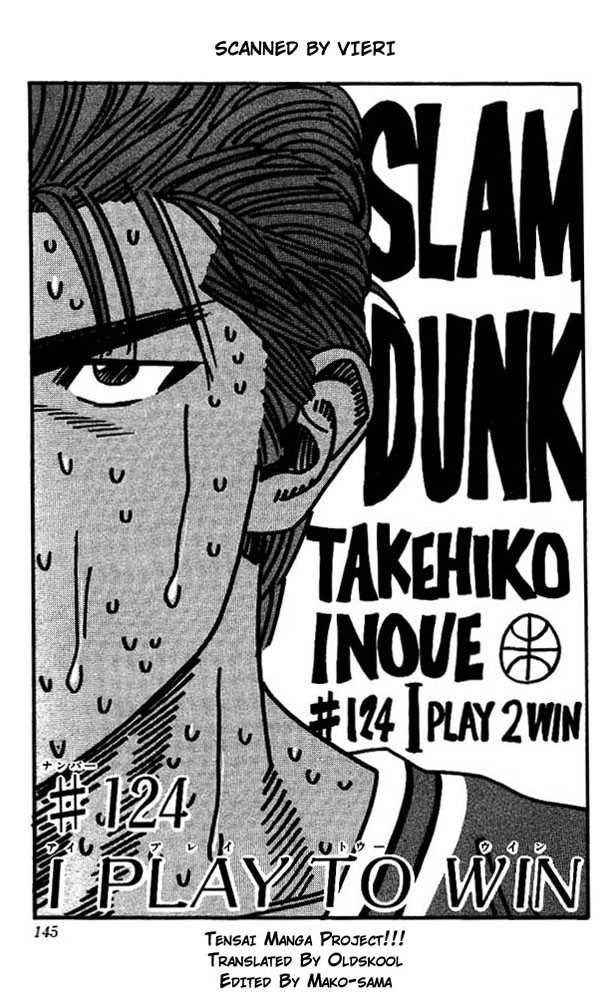 SCANNED BY VIERI
SLAM
DUNK
TAKEHIKO
INOUE
#124 I PLAY 2 WIN
ナンバー
#124
アイ プレイ トゥー ウイン
I PLAY TO WIN
145
TENSAI MANGA PROJECT!!!
TRANSLATED BY OLDSKOOL
EDITED BY MAKO-SAMA